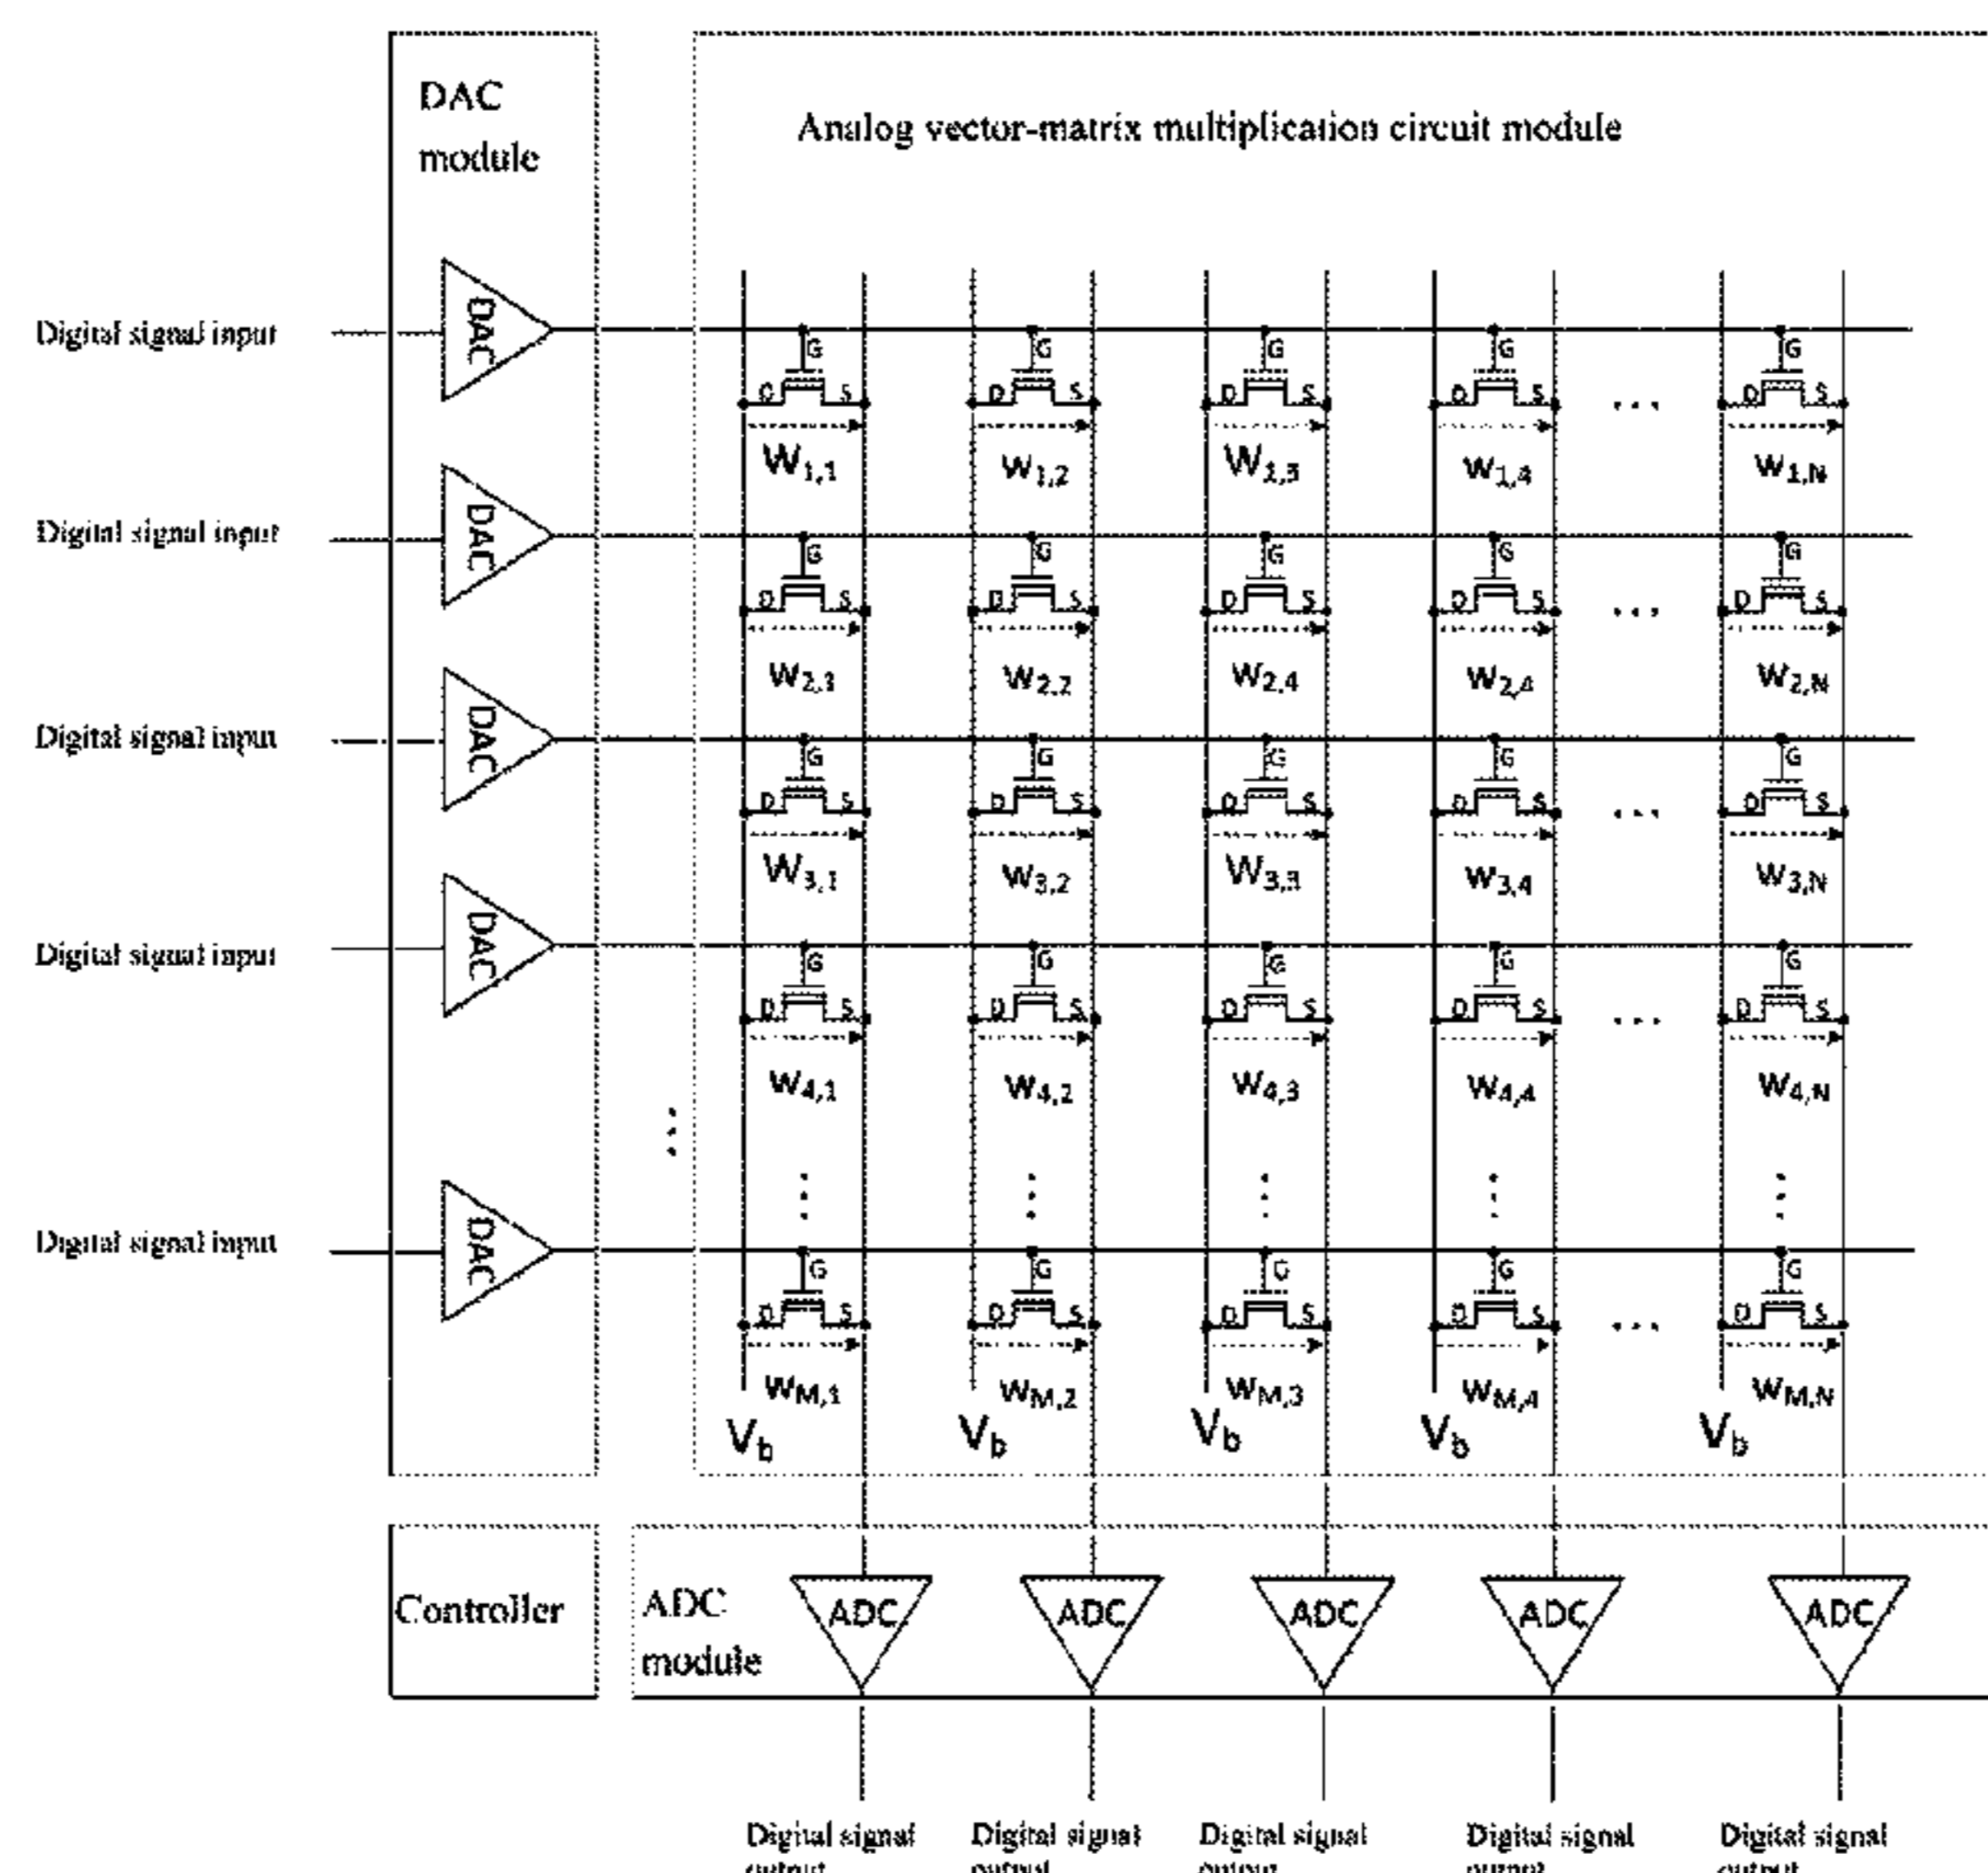 DAC
module
Analog vector-matrix multiplication circuit module
Digital signal input
DAC
G G G G G
D S D S D S D S ... D S
W1,1 W1,2 W1,3 W1,4 W1,N
Digital signal input
DAC
G G G G G
D S D S D S D S ... D S
W2,1 W2,2 W2,4 W2,4 W2,N
Digital signal input
DAC
G G G G G
D S D S D S D S ... D S
W3,1 W3,2 W3,3 W3,4 W3,N
Digital signal input
DAC
G G G G G
D S D S D S D S ... D S
W4,1 W4,2 W4,3 W4,4 W4,N
Digital signal input
DAC
G G G G G
D S D S D S D S ... D S
WM,1 WM,2 WM,3 WM,4 WM,N
Vb Vb Vb Vb Vb
Controller
ADC
module
ADC ADC ADC ADC ADC
Digital signal Digital signal Digital signal Digital signal Digital signal
output output output output output